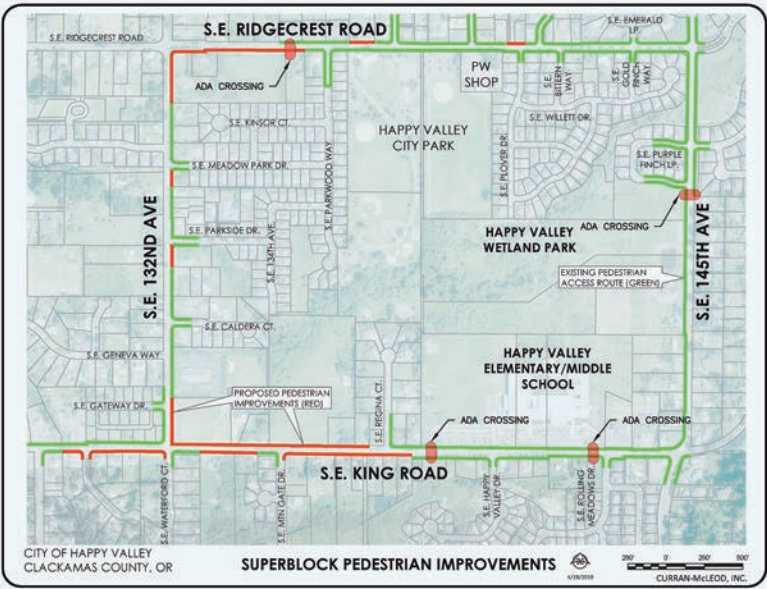 S.E. RIDGECREST ROAD
S.E. RIDGECREST ROAD
S.E. EMERALD
LP.
ADA CROSSING
PW
SHOP
S.E. BITTERN
WAY
S.E. GOLD
FINCH
WAY
S.E. KINSOR CT.
S.E. WILLETT DR.
HAPPY VALLEY
CITY PARK
S.E. MEADOW PARK DR.
S.E. PARKWOOD WAY
S.E. PLOVER DR.
S.E. PURPLE
FINCH LP.
S.E. 132ND AVE
S.E. PARKSIDE DR.
S.E. 134TH AVE.
HAPPY VALLEY
WETLAND PARK
ADA CROSSING
S.E. 145TH AVE
EXISTING PEDESTRIAN
ACCESS ROUTE (GREEN)
S.E. CALDERA CT.
S.E. GENEVA WAY
HAPPY VALLEY
ELEMENTARY/MIDDLE
SCHOOL
S.E. GATEWAY DR.
PROPOSED PEDESTRIAN
IMPROVEMENTS (RED)
S.E. REGINA CT.
ADA CROSSING
ADA CROSSING
S.E. KING ROAD
S.E. WATERFORD CT.
S.E. MTN GATE DR.
S.E. HAPPY
VALLEY DR.
S.E. ROLLING
MEADOWS DR.
CITY OF HAPPY VALLEY
CLACKAMAS COUNTY, OR
SUPERBLOCK PEDESTRIAN IMPROVEMENTS
250' 0' 250' 500'
CURRAN-McLEOD, INC.